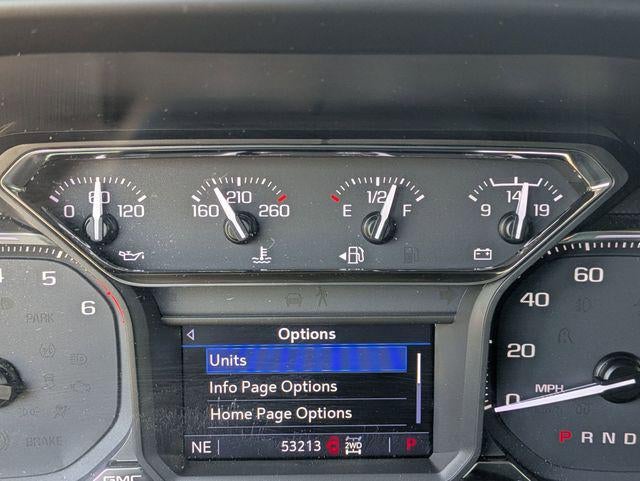 60 210 1/2 14
0 120 160 260 E F 9 19
5 60
6 PARK 40
Options
Units 20
Info Page Options
Home Page Options 0 MPH
BRAKE NE 53213 2WD P P R N D
GMC